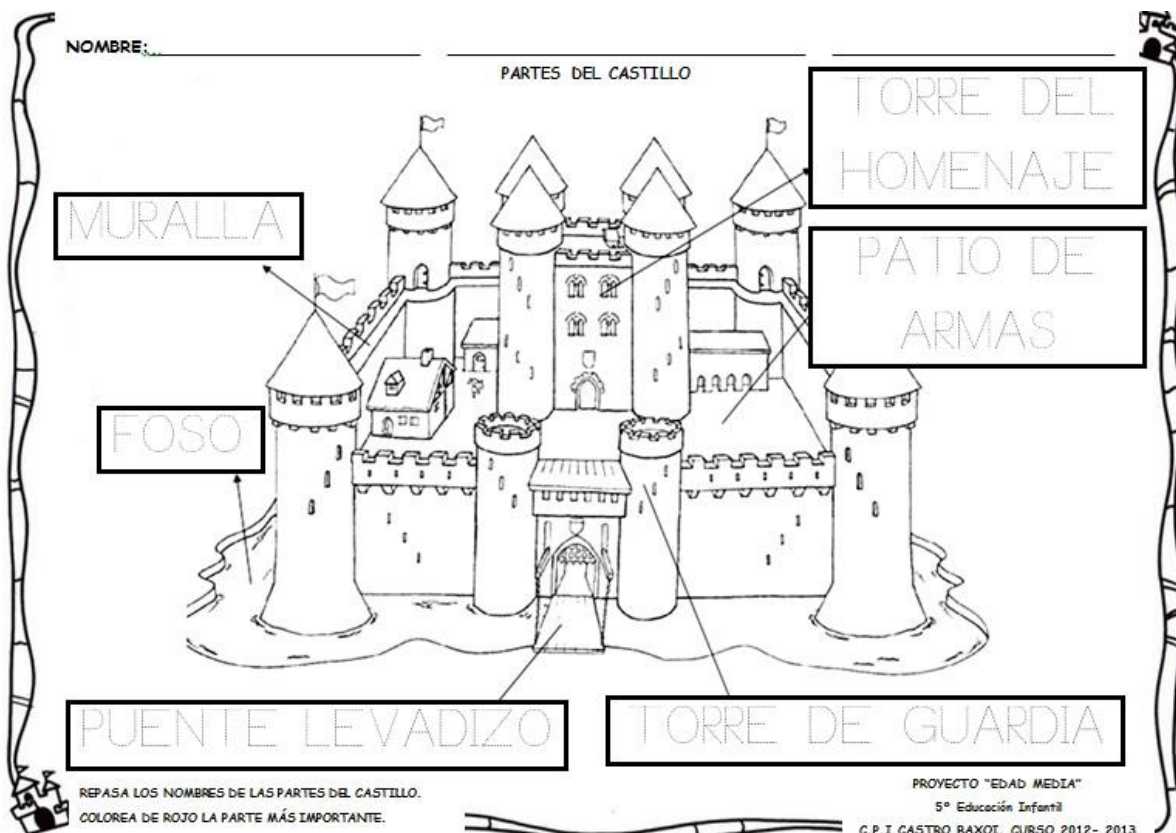 NOMBRE:
PARTES DEL CASTILLO
TORRE DEL
HOMENAJE
MURALLA
PATIO DE
ARMAS
FOSO
PUENTE LEVADIZO
TORRE DE GUARDIA
REPASA LOS NOMBRES DE LAS PARTES DEL CASTILLO.
COLOREA DE ROJO LA PARTE MÁS IMPORTANTE.
PROYECTO "EDAD MEDIA"
5º Educación Infantil
C.P.I CASTRO BAXOI. CURSO 2012- 2013